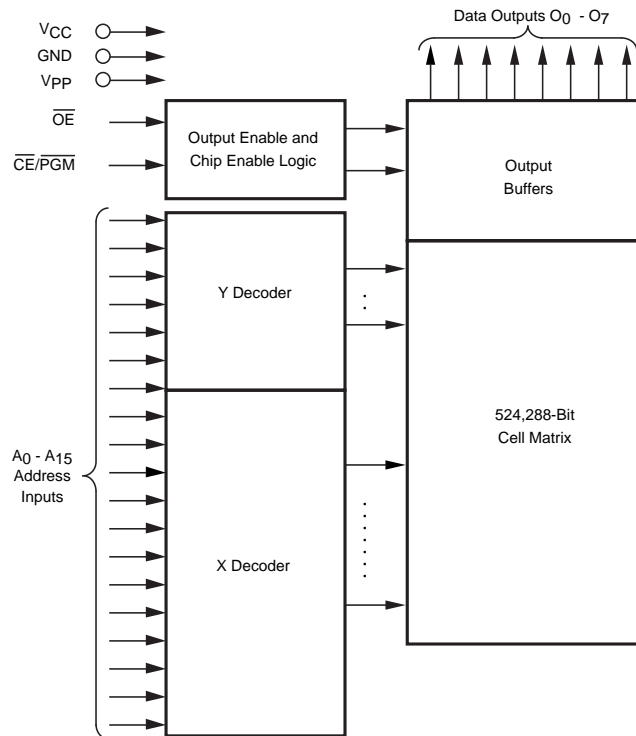 Data Outputs O0 - O7
VCC
GND
VPP
OE
CE/PGM
Output Enable and
Chip Enable Logic
Output
Buffers
Y Decoder
524,288-Bit
Cell Matrix
A0 - A15
Address
Inputs
X Decoder